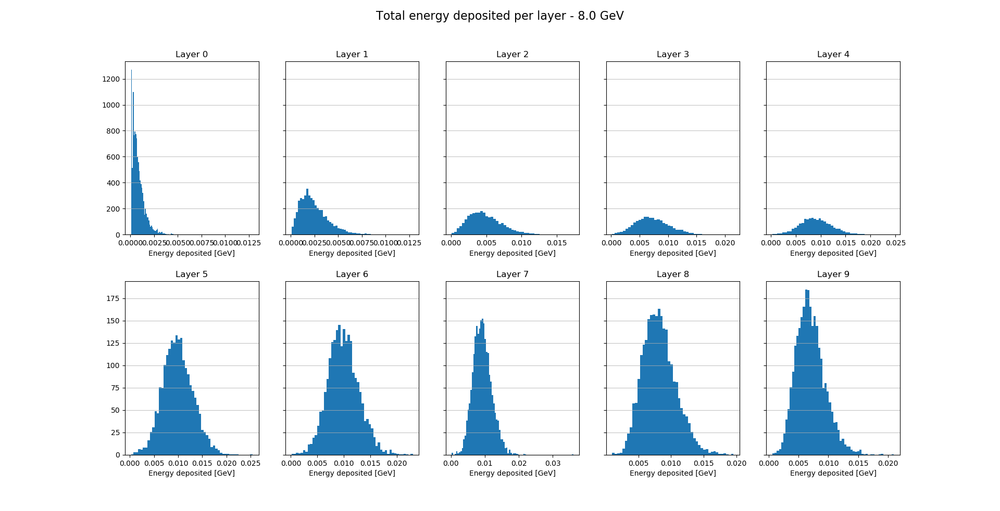 Total energy deposited per layer - 8.0 GeV
Layer 0 Layer 1 Layer 2 Layer 3 Layer 4
1200
1000
800
600
400
200
0
0.0000 0.0025 0.0050 0.0075 0.0100 0.0125 0.0000 0.0025 0.0050 0.0075 0.0100 0.0125 0.000 0.005 0.010 0.015 0.000 0.005 0.010 0.015 0.020 0.000 0.005 0.010 0.015 0.020 0.025
Energy deposited [GeV] Energy deposited [GeV] Energy deposited [GeV] Energy deposited [GeV] Energy deposited [GeV]
Layer 5 Layer 6 Layer 7 Layer 8 Layer 9
175
150
125
100
75
50
25
0
0.000 0.005 0.010 0.015 0.020 0.025 0.000 0.005 0.010 0.015 0.020 0.00 0.01 0.02 0.03 0.005 0.010 0.015 0.020 0.000 0.005 0.010 0.015 0.020
Energy deposited [GeV] Energy deposited [GeV] Energy deposited [GeV] Energy deposited [GeV] Energy deposited [GeV]